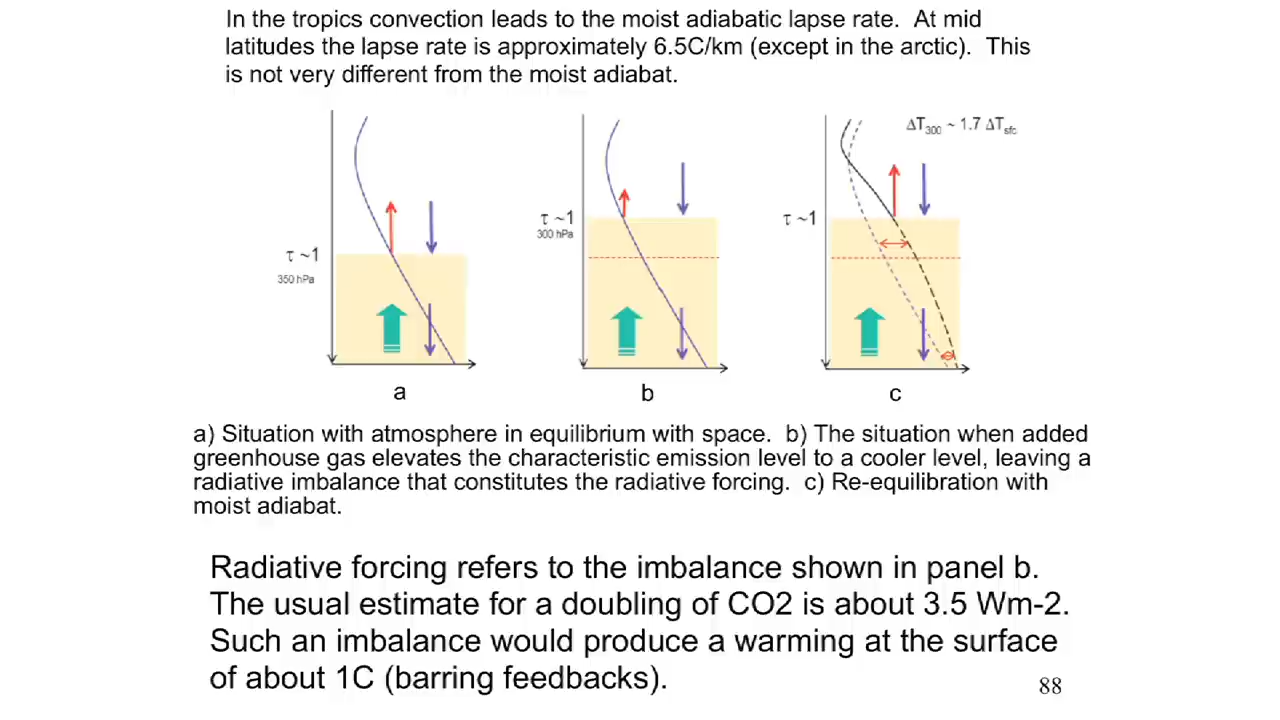 In the tropics convection leads to the moist adiabatic lapse rate.  At mid
latitudes the lapse rate is approximately 6.5C/km (except in the arctic).  This
is not very different from the moist adiabat.
ΔT300 ~ 1.7 ΔTsfc
τ ~1
300 hPa
τ ~1
τ ~1
350 hPa
a
b
c
a) Situation with atmosphere in equilibrium with space.  b) The situation when added
greenhouse gas elevates the characteristic emission level to a cooler level, leaving a
radiative imbalance that constitutes the radiative forcing.  c) Re-equilibration with
moist adiabat.
Radiative forcing refers to the imbalance shown in panel b.
The usual estimate for a doubling of CO2 is about 3.5 Wm-2.
Such an imbalance would produce a warming at the surface
of about 1C (barring feedbacks).
88